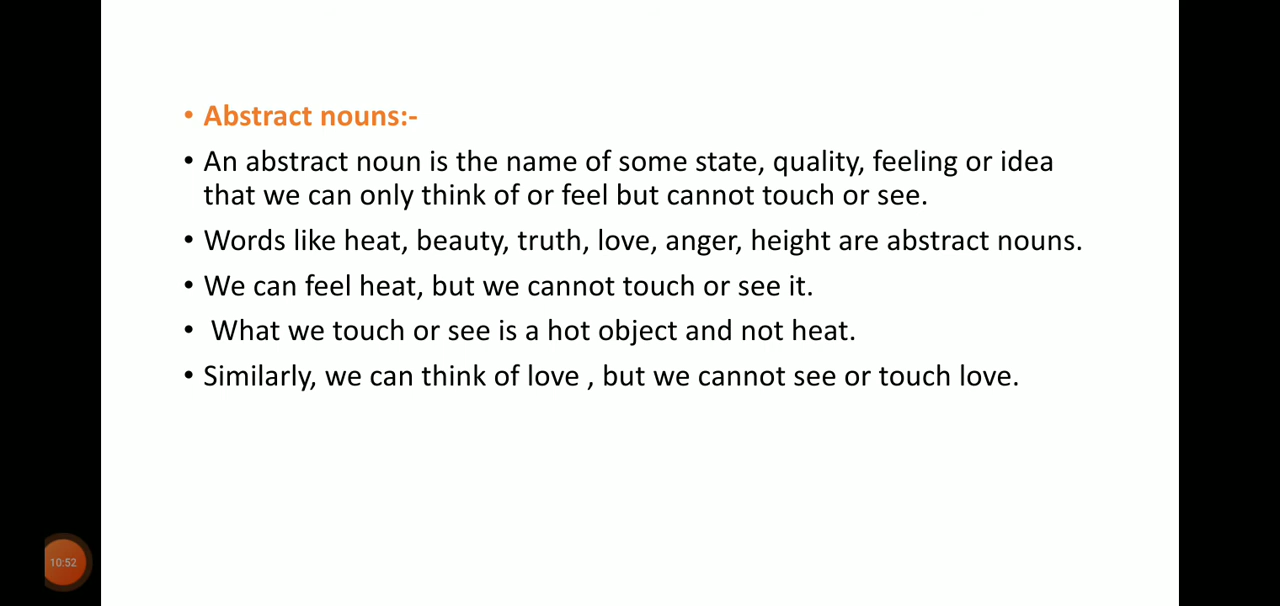 • Abstract nouns:-
• An abstract noun is the name of some state, quality, feeling or idea
that we can only think of or feel but cannot touch or see.
• Words like heat, beauty, truth, love, anger, height are abstract nouns.
• We can feel heat, but we cannot touch or see it.
• What we touch or see is a hot object and not heat.
• Similarly, we can think of love , but we cannot see or touch love.
10:52